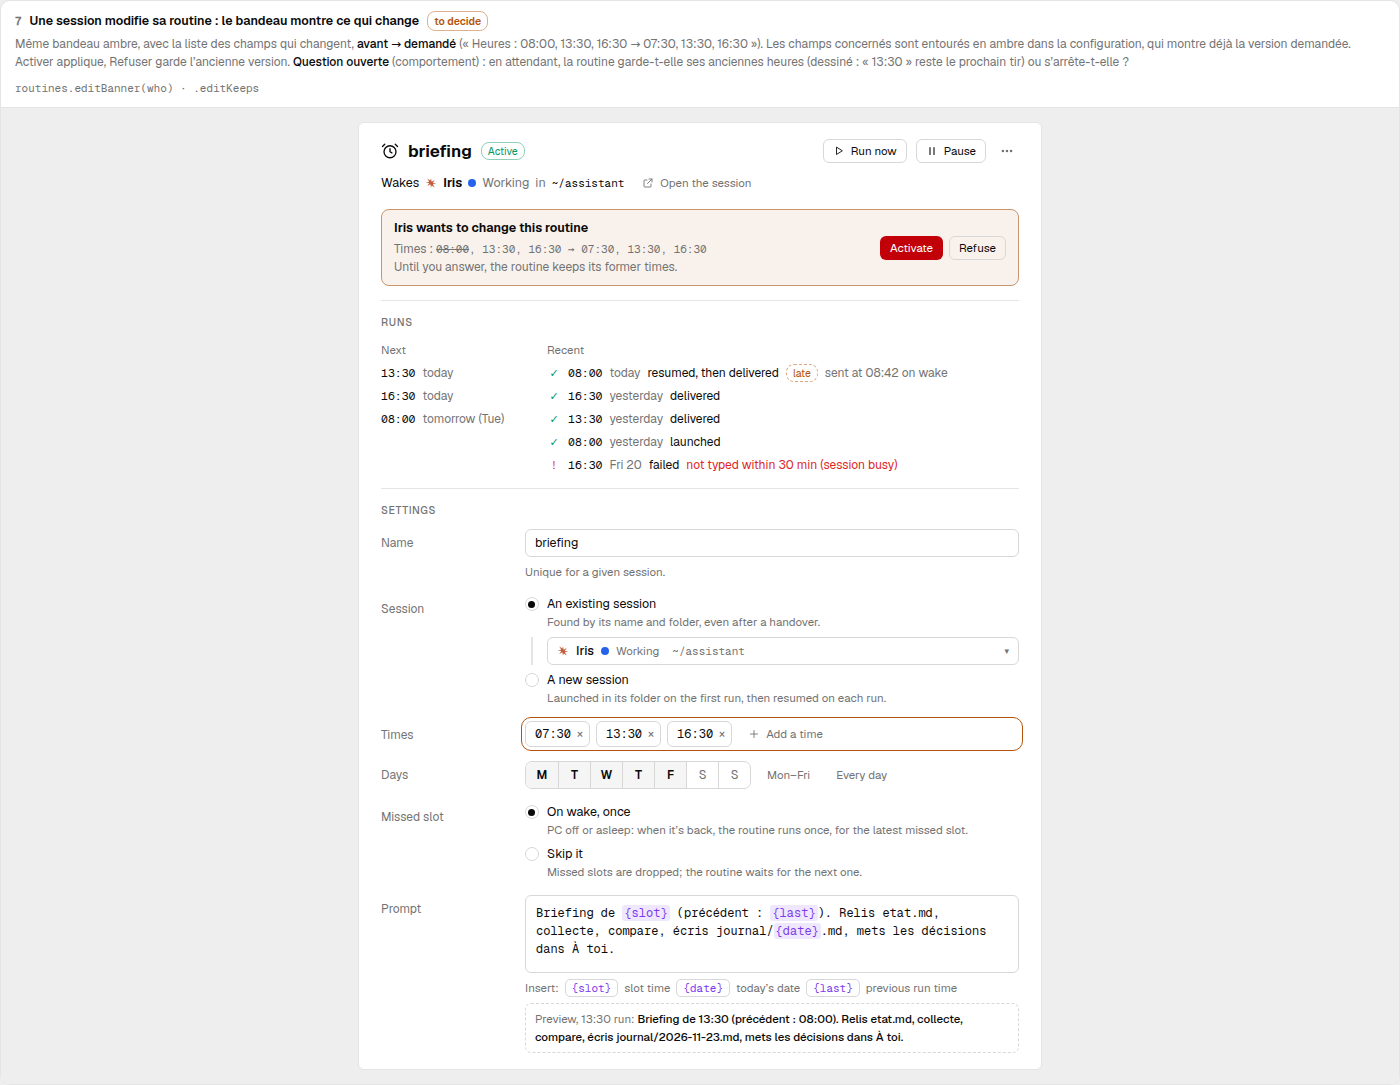 7 Une session modifie sa routine : le bandeau montre ce qui change to decide
Même bandeau ambre, avec la liste des champs qui changent, avant → demandé (« Heures : 08:00, 13:30, 16:30 → 07:30, 13:30, 16:30 »). Les champs concernés sont entourés en ambre dans la configuration, qui montre déjà la version demandée.
Activer applique, Refuser garde l'ancienne version. Question ouverte (comportement) : en attendant, la routine garde-t-elle ses anciennes heures (dessiné : « 13:30 » reste le prochain tir) ou s'arrête-t-elle ?
routines.editBanner(who) · .editKeeps
briefing Active Run now Pause ···
Wakes Iris Working in ~/assistant Open the session
Iris wants to change this routine
Times : 08:00, 13:30, 16:30 → 07:30, 13:30, 16:30
Until you answer, the routine keeps its former times.
Activate Refuse
RUNS
Next Recent
13:30 today ✓ 08:00 today resumed, then delivered late sent at 08:42 on wake
16:30 today ✓ 16:30 yesterday delivered
08:00 tomorrow (Tue) ✓ 13:30 yesterday delivered
✓ 08:00 yesterday launched
! 16:30 Fri 20 failed not typed within 30 min (session busy)
SETTINGS
Name briefing
Unique for a given session.
Session An existing session
Found by its name and folder, even after a handover.
Iris Working ~/assistant ▾
A new session
Launched in its folder on the first run, then resumed on each run.
Times 07:30 × 13:30 × 16:30 × + Add a time
Days M T W T F S S Mon–Fri Every day
Missed slot On wake, once
PC off or asleep: when it's back, the routine runs once, for the latest missed slot.
Skip it
Missed slots are dropped; the routine waits for the next one.
Prompt Briefing de {slot} (précédent : {last}). Relis etat.md,
collecte, compare, écris journal/{date}.md, mets les décisions
dans À toi.
Insert: {slot} slot time {date} today's date {last} previous run time
Preview, 13:30 run: Briefing de 13:30 (précédent : 08:00). Relis etat.md, collecte,
compare, écris journal/2026-11-23.md, mets les décisions dans À toi.